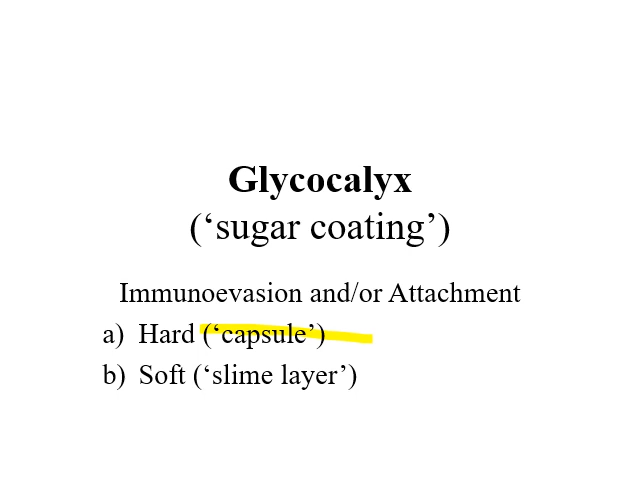 Glycocalyx
(‘sugar coating’)
Immunoevasion and/or Attachment
a) Hard (‘capsule’)
b) Soft (‘slime layer’)